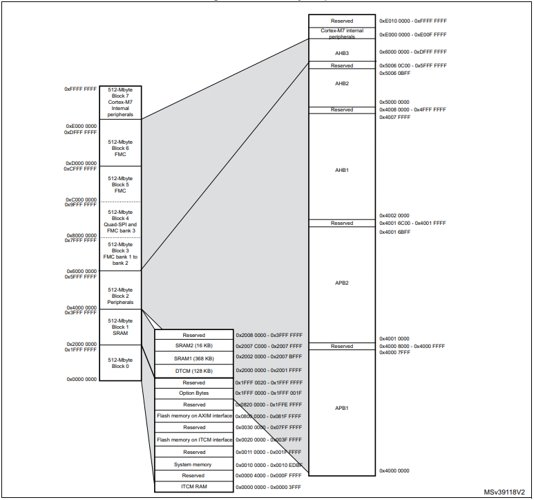 0xFFFF FFFF
512-Mbyte
Block 7
Cortex-M7
Internal
peripherals
0xE000 0000
0xDFFF FFFF
512-Mbyte
Block 6
FMC
0xD000 0000
0xCFFF FFFF
512-Mbyte
Block 5
FMC
0xC000 0000
0x9FFF FFFF
512-Mbyte
Block 4
Quad-SPI and
FMC bank 3
0x8000 0000
0x7FFF FFFF
512-Mbyte
Block 3
FMC bank 1 to
bank 2
0x6000 0000
0x5FFF FFFF
512-Mbyte
Block 2
Peripherals
0x4000 0000
0x3FFF FFFF
512-Mbyte
Block 1
SRAM
0x2000 0000
0x1FFF FFFF
512-Mbyte
Block 0
0x0000 0000
Reserved 0x2008 0000 - 0x3FFF FFFF
SRAM2 (16 KB) 0x2007 C000 - 0x2007 FFFF
SRAM1 (368 KB) 0x2002 0000 - 0x2007 BFFF
DTCM (128 KB) 0x2000 0000 - 0x2001 FFFF
Reserved 0x1FFF 0020 - 0x1FFF FFFF
Option Bytes 0x1FFF 0000 - 0x1FFF 001F
Reserved 0x0820 0000 - 0x1FFE FFFF
Flash memory on AXIM interface 0x0800 0000 - 0x081F FFFF
Reserved 0x0030 0000 - 0x07FF FFFF
Flash memory on ITCM interface 0x0020 0000 - 0x003F FFFF
Reserved 0x0011 0000 - 0x001F FFFF
System memory 0x0010 0000 - 0x0010 EDBF
Reserved 0x0000 4000 - 0x000F FFFF
ITCM RAM 0x0000 0000 - 0x0000 3FFF
Reserved 0xE010 0000 - 0xFFFF FFFF
Cortex-M7 internal
peripherals 0xE000 0000 - 0xE00F FFFF
AHB3 0x6000 0000 - 0xDFFF FFFF
Reserved 0x5006 0C00 - 0x5FFF FFFF
0x5006 0BFF
AHB2
0x5000 0000
Reserved 0x4008 0000 - 0x4FFF FFFF
0x4007 FFFF
AHB1
0x4002 0000
Reserved 0x4001 6C00 - 0x4001 FFFF
0x4001 6BFF
APB2
0x4001 0000
Reserved 0x4000 8000 - 0x4000 FFFF
0x4000 7FFF
APB1
0x4000 0000
MSv39118V2